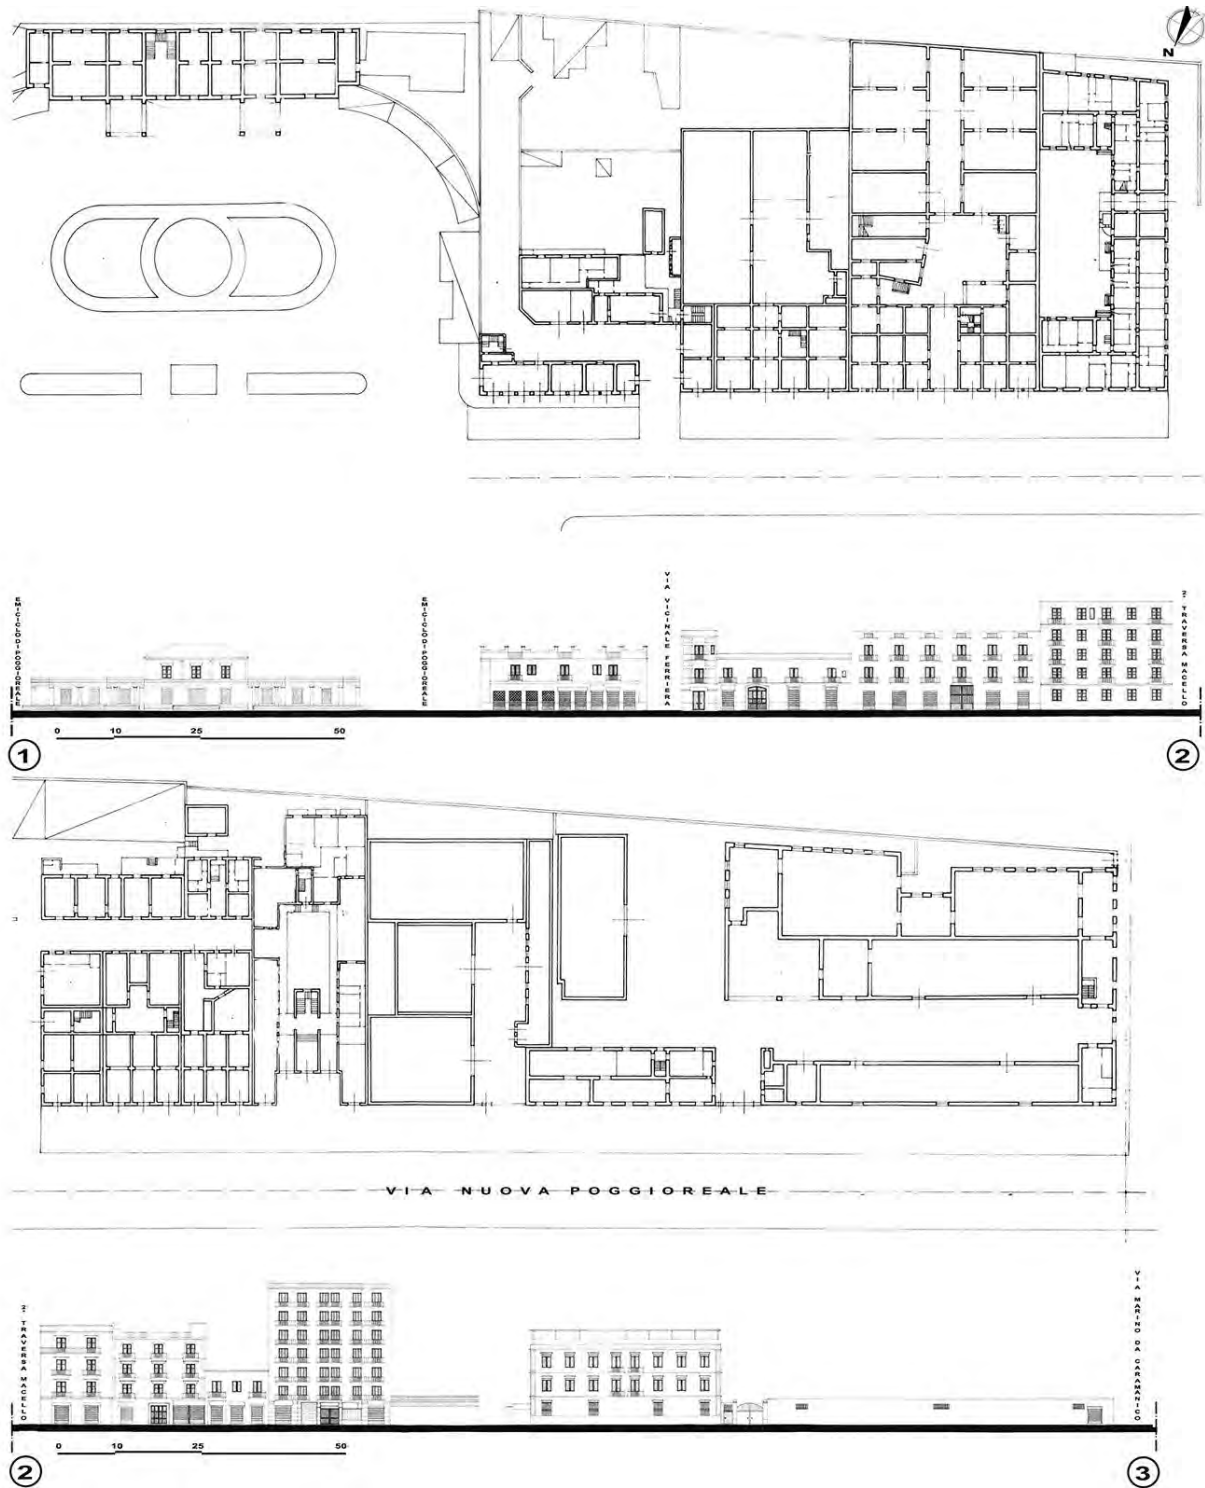 N
EMICICLO DI POGGIOREALE
EMICICLO DI POGGIOREALE
VIA VICINALE FERRIERA
2ª TRAVERSA MACELLO
0 10 25 50
1
2
VIA NUOVA POGGIOREALE
2ª TRAVERSA MACELLO
VIA MARINO DA CARAMANICO
0 10 25 50
2
3